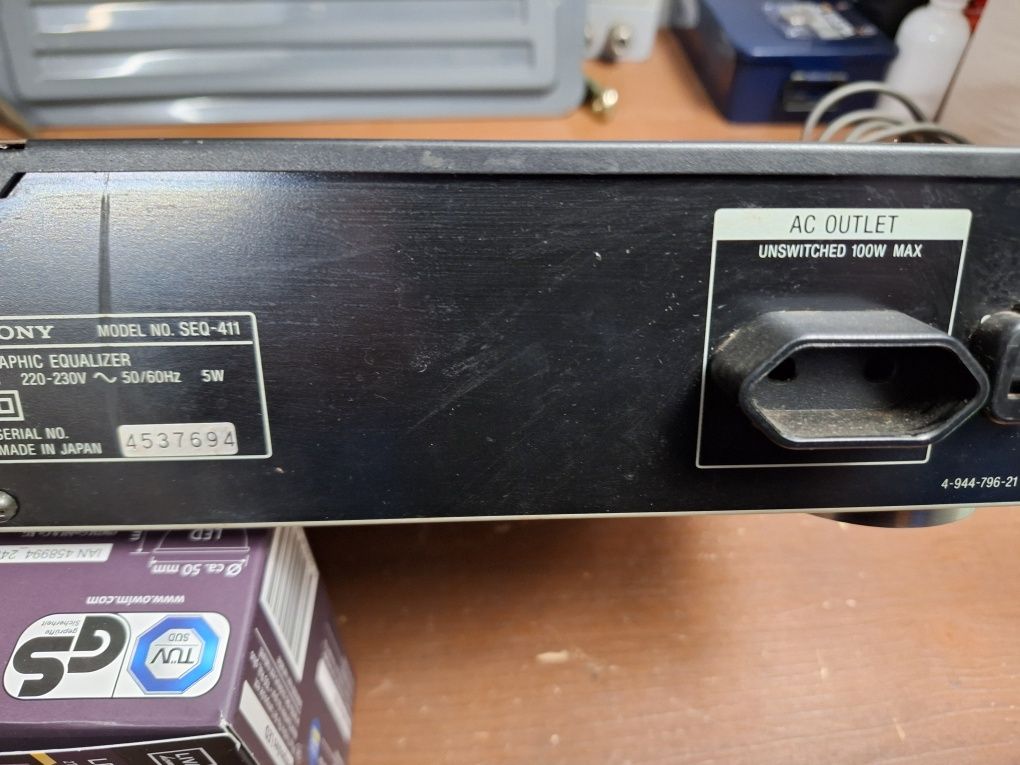 AC OUTLET
UNSWITCHED 100W MAX
ONY MODEL NO. SEQ-411
APHIC EQUALIZER
220-230V ～ 50/60Hz 5W
SERIAL NO.
MADE IN JAPAN 4537694
4-944-796-21
LED
IAN 458994
Ø ca. 50 mm
www.owim.com
geprüfte
Sicherheit
GS
TÜV
SÜD